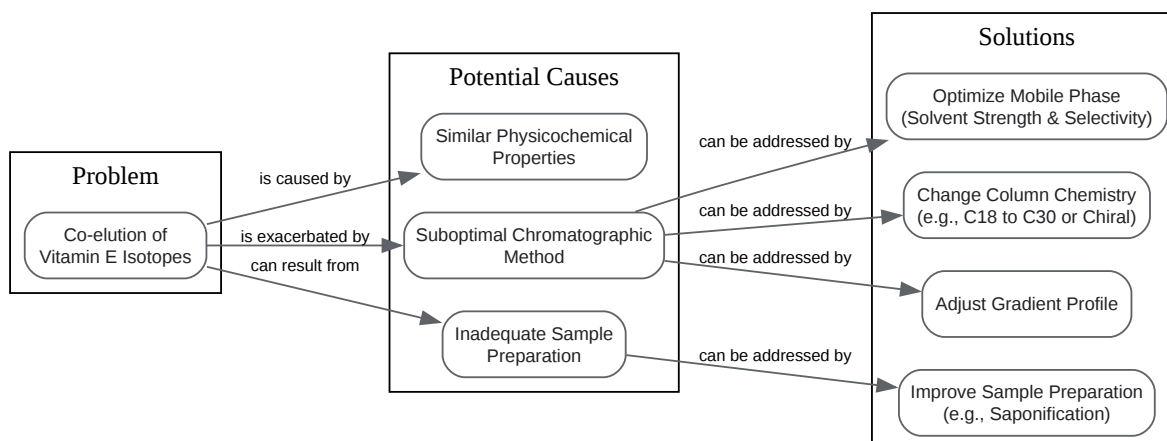 Problem
Co-elution of
Vitamin E Isotopes
is caused by
is exacerbated by
can result from
Potential Causes
Similar Physicochemical
Properties
Suboptimal Chromatographic
Method
Inadequate Sample
Preparation
can be addressed by
can be addressed by
can be addressed by
can be addressed by
Solutions
Optimize Mobile Phase
(Solvent Strength & Selectivity)
Change Column Chemistry
(e.g., C18 to C30 or Chiral)
Adjust Gradient Profile
Improve Sample Preparation
(e.g., Saponification)